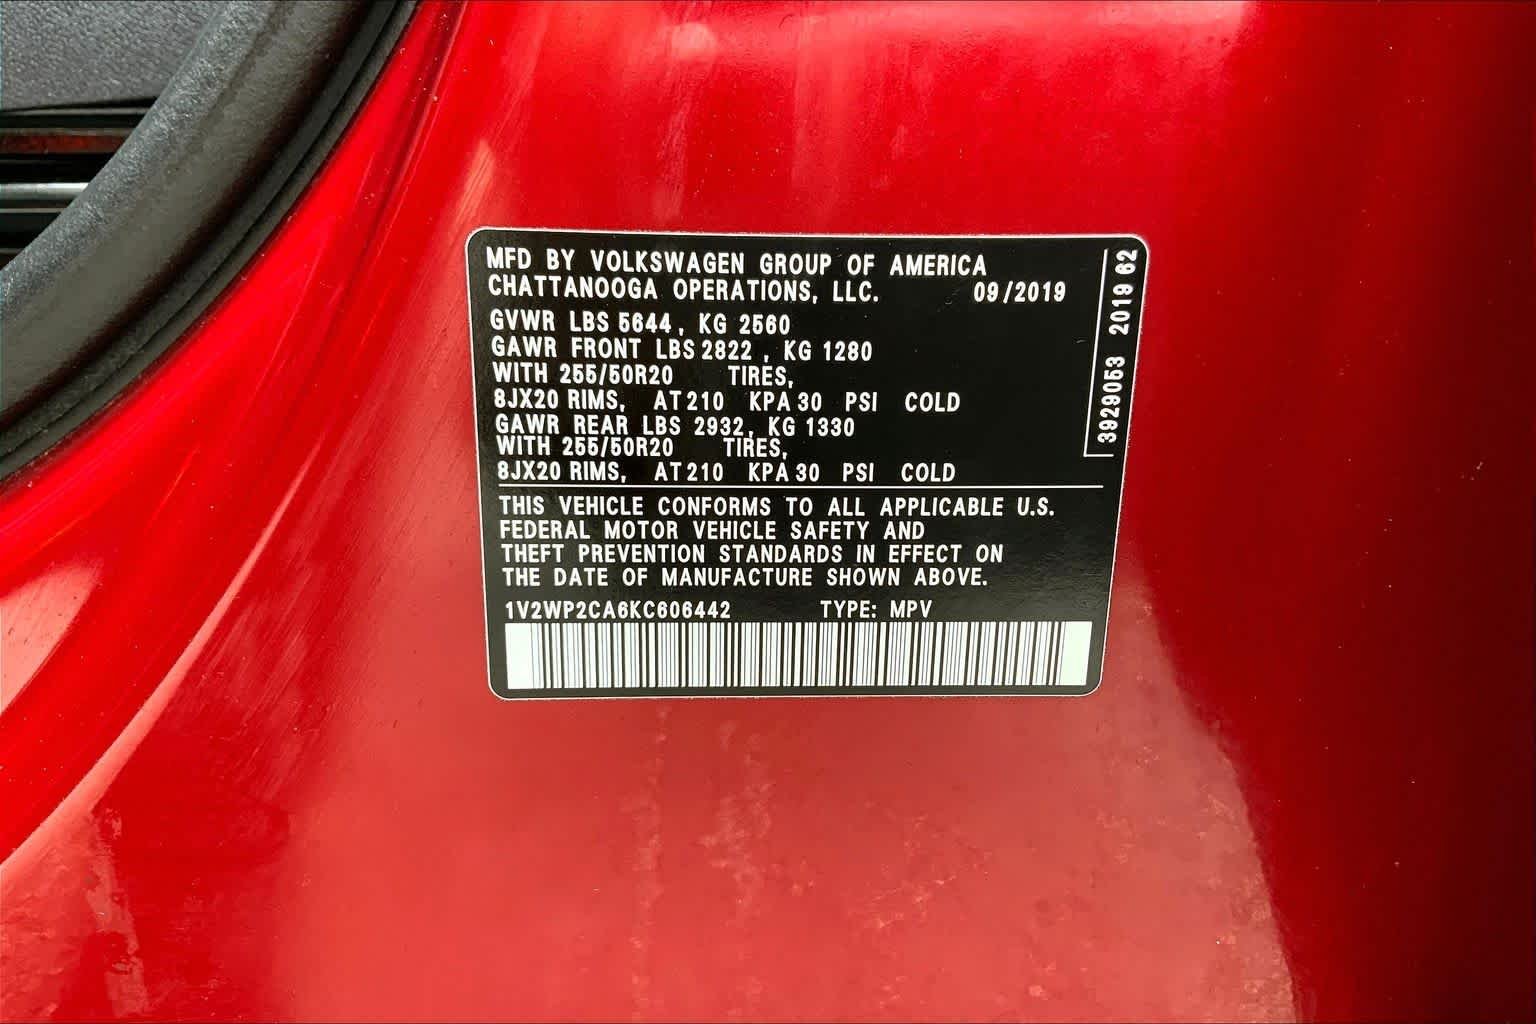 MFD BY VOLKSWAGEN GROUP OF AMERICA
CHATTANOOGA OPERATIONS, LLC. 09/2019
GVWR LBS 5644, KG 2560
GAWR FRONT LBS 2822, KG 1280
WITH 255/50R20 TIRES,
8JX20 RIMS, AT 210 KPA 30 PSI COLD
GAWR REAR LBS 2932, KG 1330
WITH 255/50R20 TIRES,
8JX20 RIMS, AT 210 KPA 30 PSI COLD
THIS VEHICLE CONFORMS TO ALL APPLICABLE U.S.
FEDERAL MOTOR VEHICLE SAFETY AND
THEFT PREVENTION STANDARDS IN EFFECT ON
THE DATE OF MANUFACTURE SHOWN ABOVE.
1V2WP2CA6KC606442 TYPE: MPV
3929053 2019 62